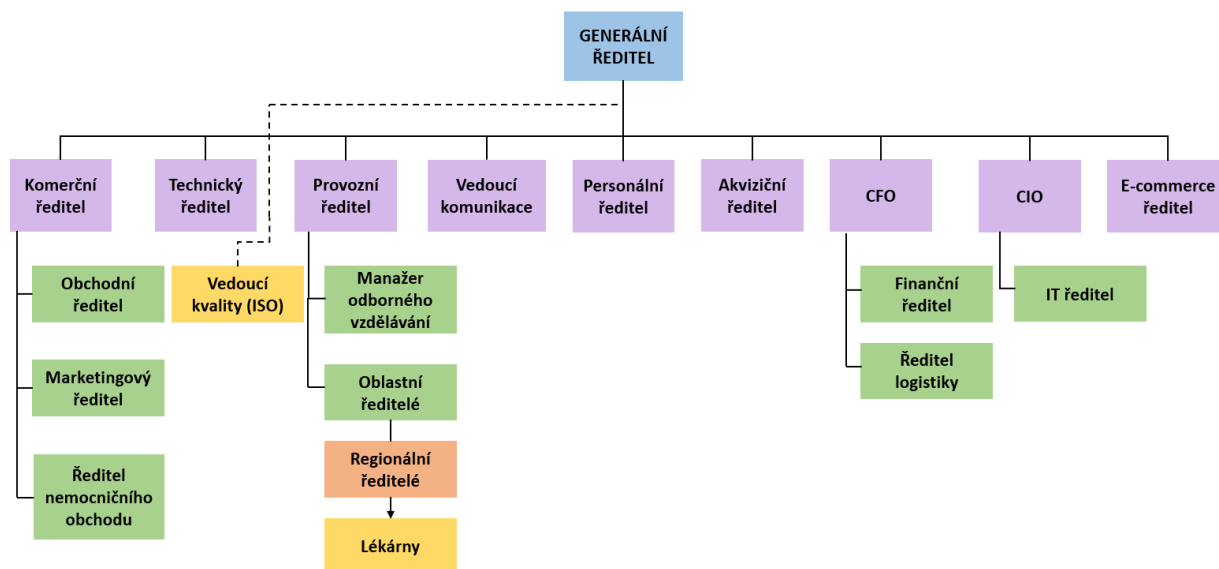 GENERÁLNÍ
ŘEDITEL
Komerční
ředitel
Technický
ředitel
Provozní
ředitel
Vedoucí
komunikace
Personální
ředitel
Akviziční
ředitel
CFO
CIO
E-commerce
ředitel
Obchodní
ředitel
Vedoucí
kvality (ISO)
Manažer
odborného
vzdělávání
Finanční
ředitel
IT ředitel
Marketingový
ředitel
Oblastní
ředitelé
Ředitel
logistiky
Ředitel
nemocničního
obchodu
Regionální
ředitelé
Lékárny